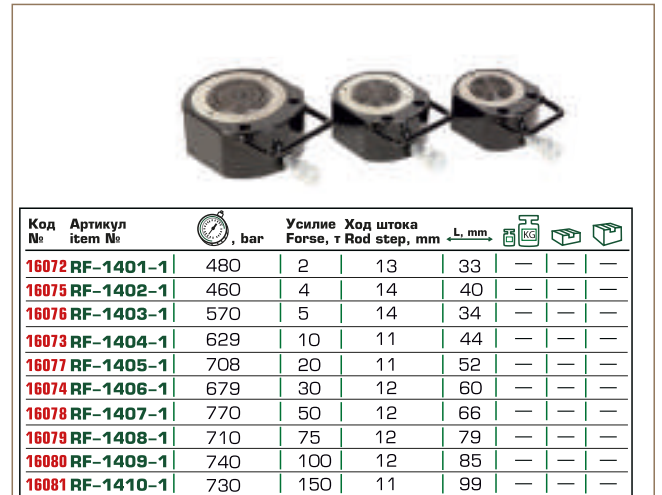 Код Артикул Усилие Ход штока
№ item № , bar Forse, т Rod step, mm L, mm KG
16072 RF-1401-1 480 2 13 33 — — —
16075 RF-1402-1 460 4 14 40 — — —
16076 RF-1403-1 570 5 14 34 — — —
16073 RF-1404-1 629 10 11 44 — — —
16077 RF-1405-1 708 20 11 52 — — —
16074 RF-1406-1 679 30 12 60 — — —
16078 RF-1407-1 770 50 12 66 — — —
16079 RF-1408-1 710 75 12 79 — — —
16080 RF-1409-1 740 100 12 85 — — —
16081 RF-1410-1 730 150 11 99 — — —